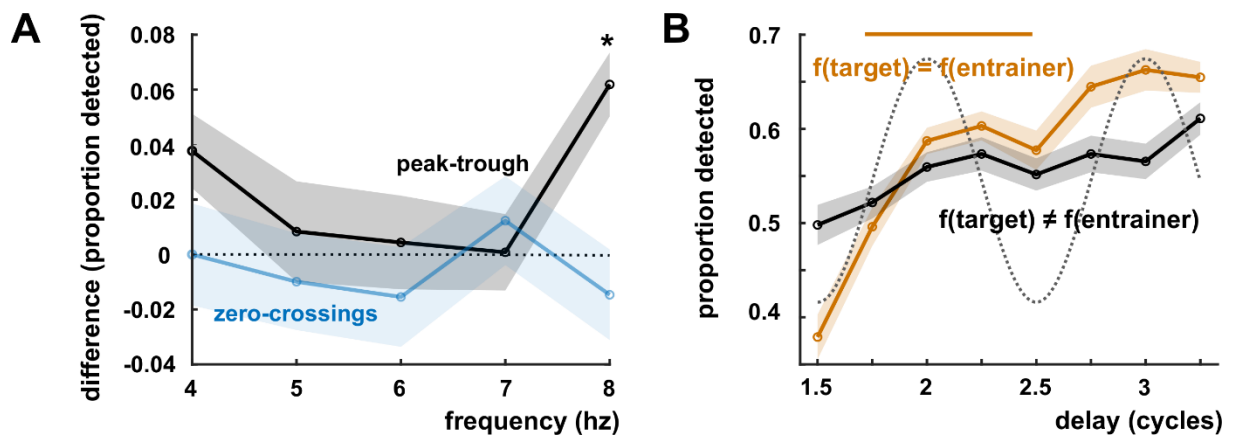 A
difference (proportion detected)
0.08
0.06
0.04
0.02
0
-0.02
-0.04
*
peak-trough
zero-crossings
4 5 6 7 8
frequency (hz)
B
proportion detected
0.7
0.6
0.5
0.4
f(target) = f(entrainer)
f(target) ≠ f(entrainer)
1.5 2 2.5 3
delay (cycles)